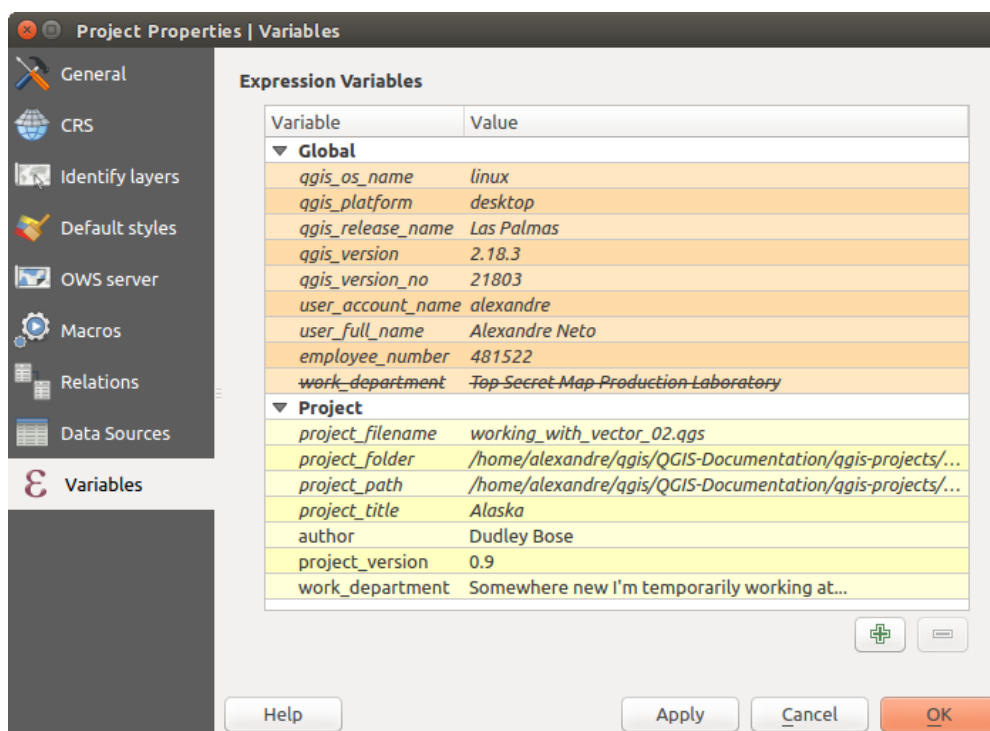 Project Properties | Variables
General
CRS
Identify layers
Default styles
OWS server
Macros
Relations
Data Sources
Variables
Expression Variables
Variable Value
Global
qgis_os_name linux
qgis_platform desktop
qgis_release_name Las Palmas
qgis_version 2.18.3
qgis_version_no 21803
user_account_name alexandre
user_full_name Alexandre Neto
employee_number 481522
work_department Top Secret Map Production Laboratory
Project
project_filename working_with_vector_02.qgs
project_folder /home/alexandre/qgis/QGIS-Documentation/qgis-projects/...
project_path /home/alexandre/qgis/QGIS-Documentation/qgis-projects/...
project_title Alaska
author Dudley Bose
project_version 0.9
work_department Somewhere new I'm temporarily working at...
Help Apply Cancel OK